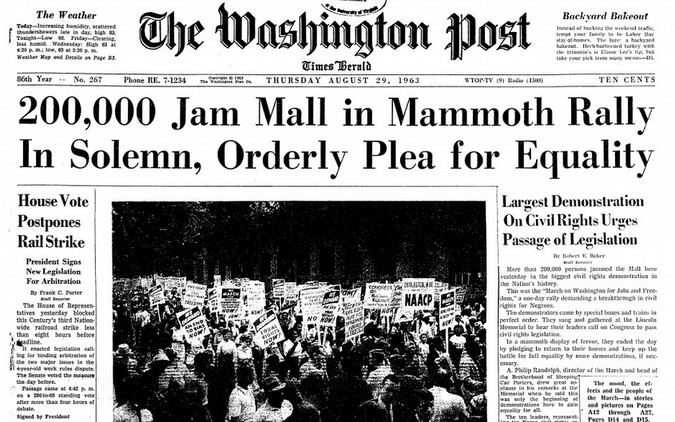 The Weather
Today—Increasing humidity, scattered
thundershowers late in day, high 83.
Tonight—Low 66. Friday—Clearing,
less humid. Wednesday: High 83 at
4:20 p. m.; low, 63 at 5:30 p. m.
Weather Map and Details on Page B2.
The Washington Post
Times Herald
Backyard Bakeout
Instead of bucking the weekend traffic,
stay-at-homes. The lure: a backyard
bakeout. Herb-barbecued turkey with
the trimmin's is Elinor Lee's tip, but
take your pick from many menus—D1.
86th Year -- No. 267
Phone RE. 7-1234
Copyright © 1963
The Washington Post Co.
THURSDAY AUGUST 29, 1963
WTOP-TV (9) Radio (1500)
TEN CENTS
200,000 Jam Mall in Mammoth Rally
In Solemn, Orderly Plea for Equality
House Vote
Postpones
Rail Strike
President Signs
New Legislation
For Arbitration
By Frank C. Porter
Staff Reporter
The House of Represen-
tatives yesterday blocked
this Century's third Nation-
wide railroad strike less
than eight hours before
deadline.
It enacted legislation call-
ing for binding arbitration of
the two major issues in the
4-year-old work rules dispute.
The Senate voted the measure
the day before.
Passage came at 4:42 p. m.
on a 286-to-66 standing vote
after more than four hours of
debate.
Signed by President
NAACP
Largest Demonstration
On Civil Rights Urges
Passage of Legislation
By Robert E. Baker
Staff Reporter
More than 200,000 persons jammed the Mall here
yesterday in the biggest civil rights demonstration in
the Nation's history.
This was the "March on Washington for Jobs and Free-
dom," a one-day rally demanding a breakthrough in civil
rights for Negroes.
The demonstrators came by special buses and trains in
perfect order. They sang and gathered at the Lincoln
Memorial to hear their leaders call on Congress to pass
civil rights legislation.
In a mammoth display of fervor, they ended the day
by pledging to return to their homes and keep up the
battle for full equality by more demonstrations, if nec-
essary.
A. Philip Randolph, director of the March and head of
the Brotherhood of Sleeping
Car Porters, drew great ap-
plause in his remarks at the
Memorial when he said this
was only the beginning of
demonstrations here to gain
equality for all.
The ten leaders, represent-
The mood, the ef-
fects and the people of
the March—in stories
and pictures on Pages
A12 through A27,
Pages D14 and D15.